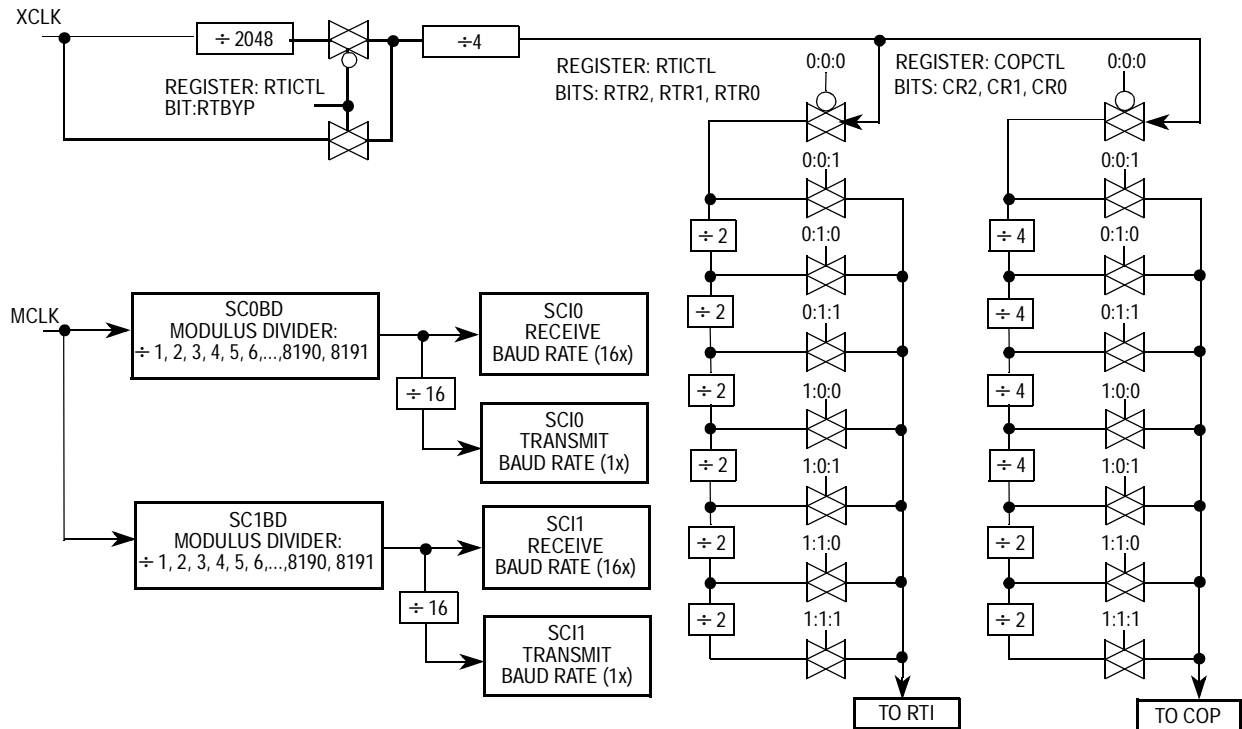 XCLK
÷ 2048
÷4
REGISTER: RTICTL
BIT:RTBYP
REGISTER: RTICTL
BITS: RTR2, RTR1, RTR0
0:0:0
REGISTER: COPCTL
BITS: CR2, CR1, CR0
0:0:0
0:0:1
÷ 2
0:1:0
÷ 2
0:1:1
÷ 2
1:0:0
÷ 2
1:0:1
÷ 2
1:1:0
÷ 2
1:1:1
TO RTI
0:0:1
÷ 4
0:1:0
÷ 4
0:1:1
÷ 4
1:0:0
÷ 4
1:0:1
÷ 2
1:1:0
÷ 2
1:1:1
TO COP
MCLK
SC0BD
MODULUS DIVIDER:
÷ 1, 2, 3, 4, 5, 6,...,8190, 8191
SCI0
RECEIVE
BAUD RATE (16x)
÷ 16
SCI0
TRANSMIT
BAUD RATE (1x)
SC1BD
MODULUS DIVIDER:
÷ 1, 2, 3, 4, 5, 6,...,8190, 8191
SCI1
RECEIVE
BAUD RATE (16x)
÷ 16
SCI1
TRANSMIT
BAUD RATE (1x)